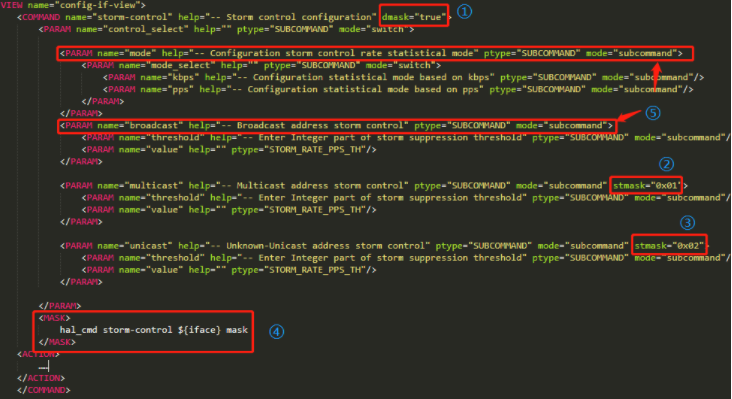 VIEW name="config-if-view">
<COMMAND name="storm-control" help="-- Storm control configuration" dmask="true"> ①
<PARAM name="control_select" help="" ptype="SUBCOMMAND" mode="switch">
<PARAM name="mode" help="-- Configuration storm control rate statistical mode" ptype="SUBCOMMAND" mode="subcommand">
<PARAM name="mode_select" help="" ptype="SUBCOMMAND" mode="switch">
<PARAM name="kbps" help="-- Configuration statistical mode based on kbps" ptype="SUBCOMMAND" mode="subcommand"/>
<PARAM name="pps" help="-- Configuration statistical mode based on pps" ptype="SUBCOMMAND" mode="subcommand"/>
</PARAM>
</PARAM>
<PARAM name="broadcast" help="-- Broadcast address storm control" ptype="SUBCOMMAND" mode="subcommand"> ⑤
<PARAM name="threshold" help="-- Enter Integer part of storm suppression threshold" ptype="SUBCOMMAND" mode="subcommand"/
<PARAM name="value" help="" ptype="STORM_RATE_PPS_TH"/>
</PARAM>
②
<PARAM name="multicast" help="-- Multicast address storm control" ptype="SUBCOMMAND" mode="subcommand" stmask="0x01">
<PARAM name="threshold" help="-- Enter Integer part of storm suppression threshold" ptype="SUBCOMMAND" mode="subcommand"/
<PARAM name="value" help="" ptype="STORM_RATE_PPS_TH"/>
</PARAM>
③
<PARAM name="unicast" help="-- Unknown-Unicast address storm control" ptype="SUBCOMMAND" mode="subcommand" stmask="0x02">
<PARAM name="threshold" help="-- Enter Integer part of storm suppression threshold" ptype="SUBCOMMAND" mode="subcommand"/
<PARAM name="value" help="" ptype="STORM_RATE_PPS_TH"/>
</PARAM>
</PARAM>
<MASK>
hal_cmd storm-control ${iface} mask ④
</MASK>
<ACTION>
……
</ACTION>
</COMMAND>